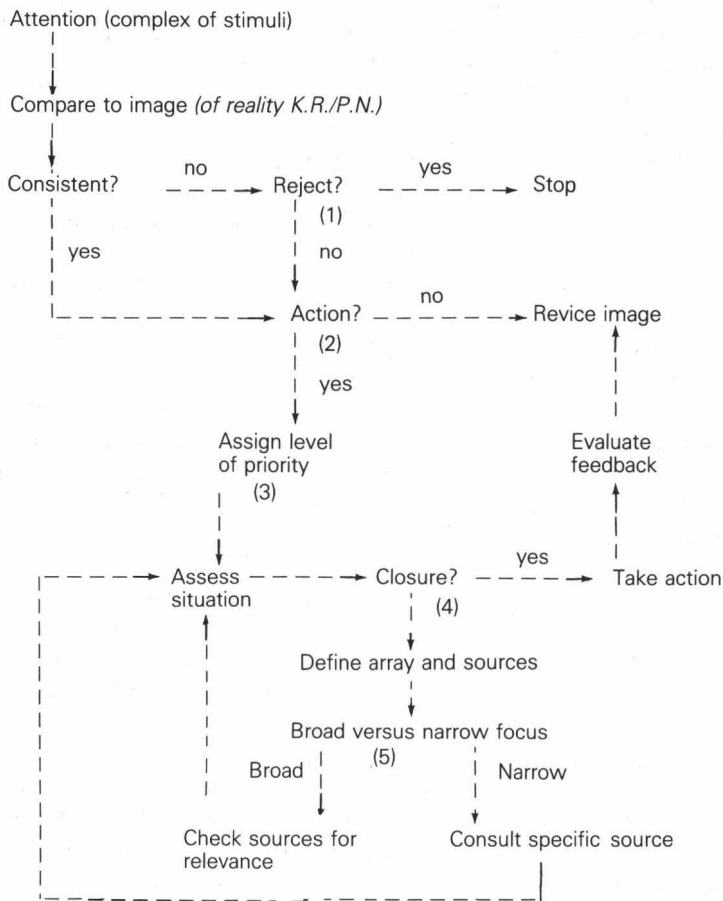 Attention (complex of stimuli)
Compare to image (of reality K.R./P.N.)
no
yes
Consistent?
Reject?
Stop
(1)
yes
no
no
Action?
Revice image
(2)
yes
Assign level
of priority
(3)
Evaluate
feedback
yes
Assess
situation
Closure?
Take action
(4)
Define array and sources
Broad versus narrow focus
(5)
Broad
Narrow
Check sources for
relevance
Consult specific source